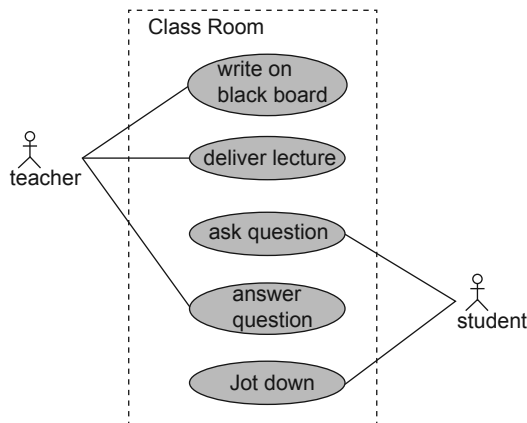 Class Room
write on
black board
teacher
deliver lecture
ask question
answer
question
student
Jot down